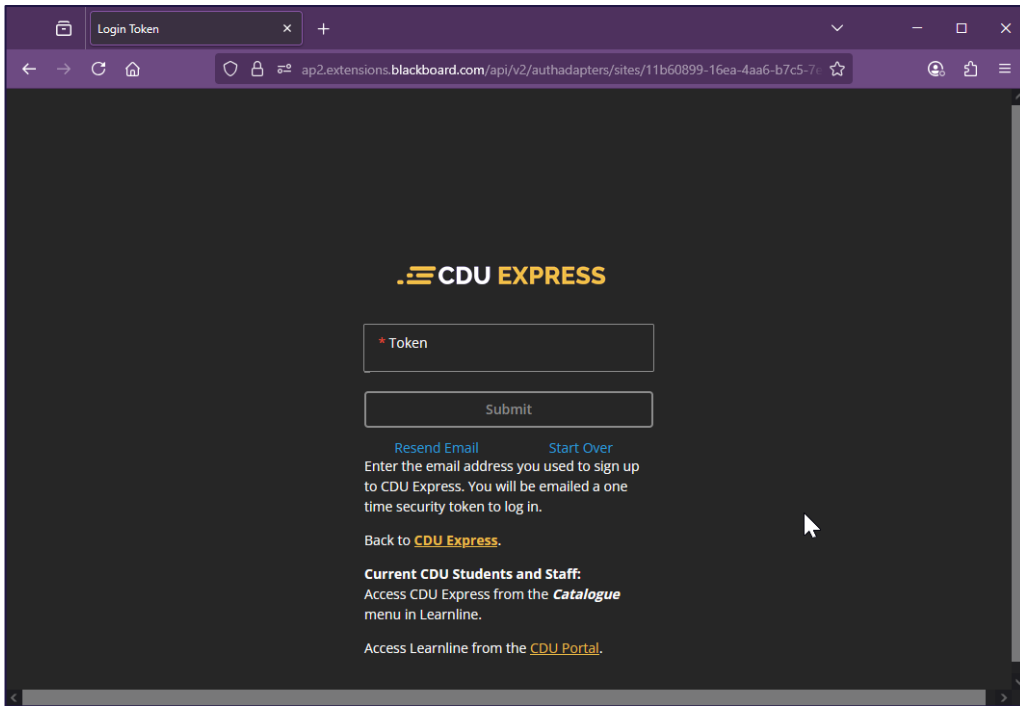 Login Token
ap2.extensions.blackboard.com/api/v2/authadapters/sites/11b60899-16ea-4aa6-b7c5-7e
CDU EXPRESS
* Token
Submit
Resend Email Start Over
Enter the email address you used to sign up
to CDU Express. You will be emailed a one
time security token to log in.
Back to CDU Express.
Current CDU Students and Staff:
Access CDU Express from the Catalogue
menu in Learnline.
Access Learnline from the CDU Portal.